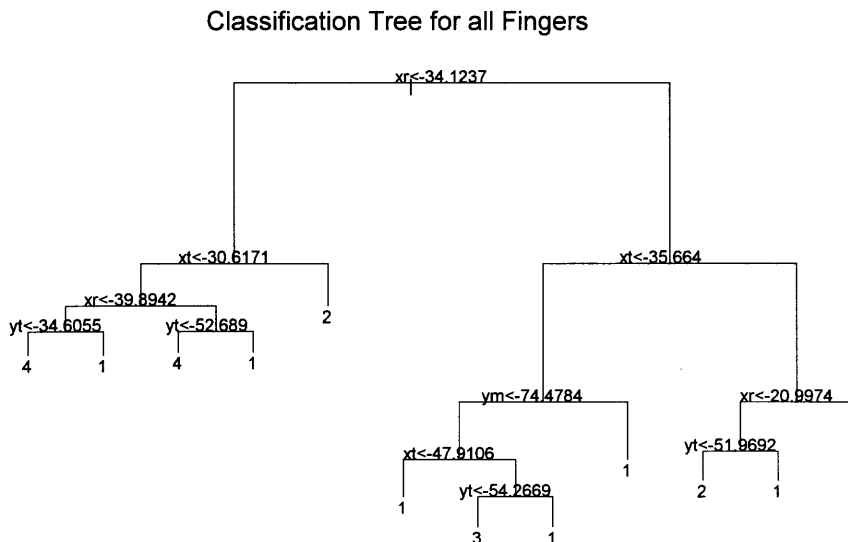 Classification Tree for all Fingers
xr<-34.1237
xt<-30.6171
xt<-35.664
xr<-39.8942
2
yt<-34.6055
yt<-52.689
4
1
4
1
ym<-74.4784
xr<-20.9974
xt<-47.9106
1
yt<-51.9692
1
yt<-54.2669
2
1
3
1